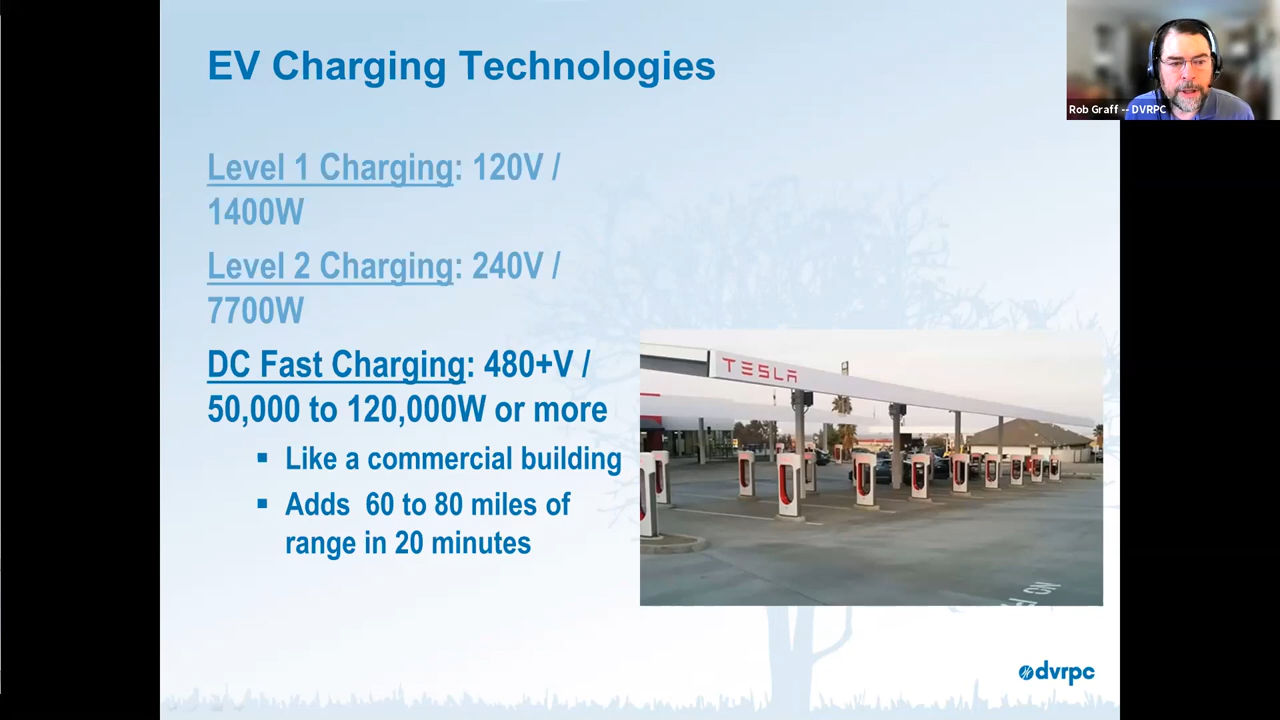 EV Charging Technologies
Rob Graff -- DVRPC
Level 1 Charging: 120V /
1400W
Level 2 Charging: 240V /
7700W
DC Fast Charging: 480+V /
50,000 to 120,000W or more
▪ Like a commercial building
▪ Adds 60 to 80 miles of
range in 20 minutes
TESLA
NO P
dvrpc